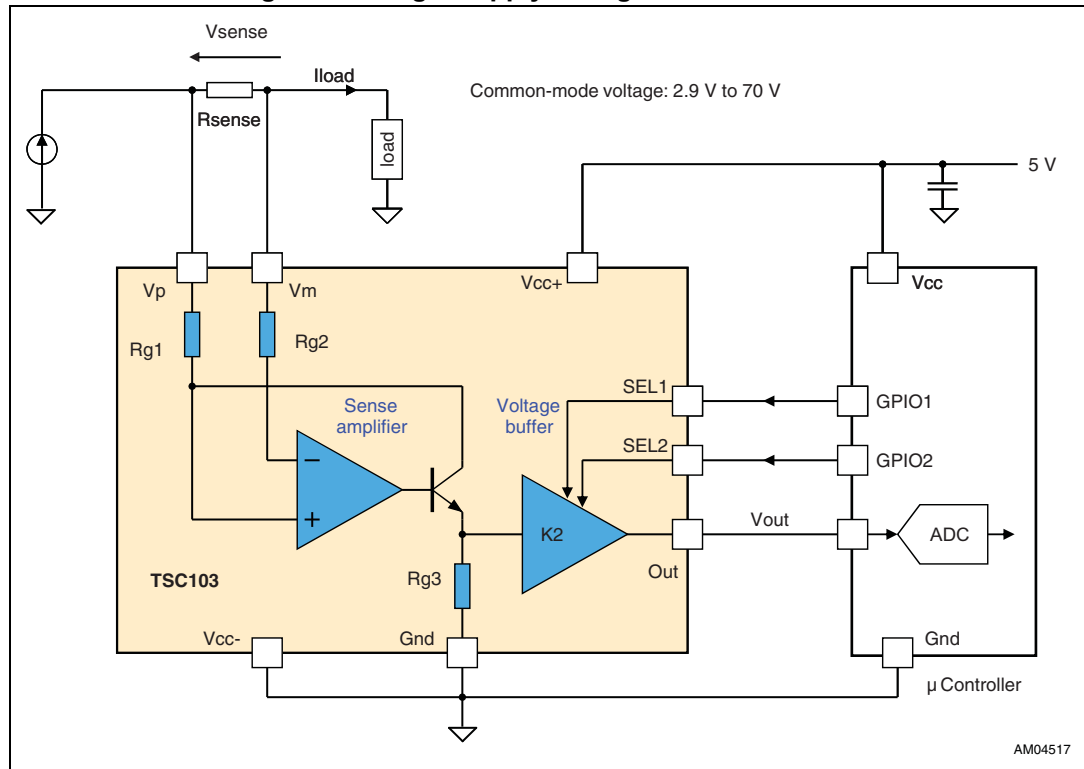 Vsense
Iload
Common-mode voltage: 2.9 V to 70 V
Rsense
load
5 V
Vp
Vm
Vcc+
Vcc
Rg1
Rg2
SEL1
GPIO1
Sense
amplifier
Voltage
buffer
SEL2
GPIO2
−
+
K2
Vout
ADC
TSC103
Rg3
Out
Vcc-
Gnd
Gnd
µ Controller
AM04517